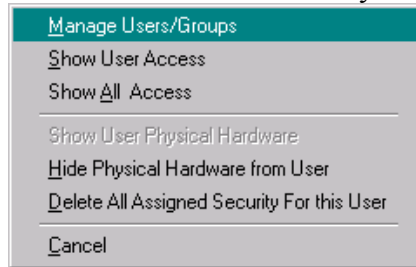 Manage Users/Groups
Show User Access
Show All Access
Show User Physical Hardware
Hide Physical Hardware from User
Delete All Assigned Security For this User
Cancel